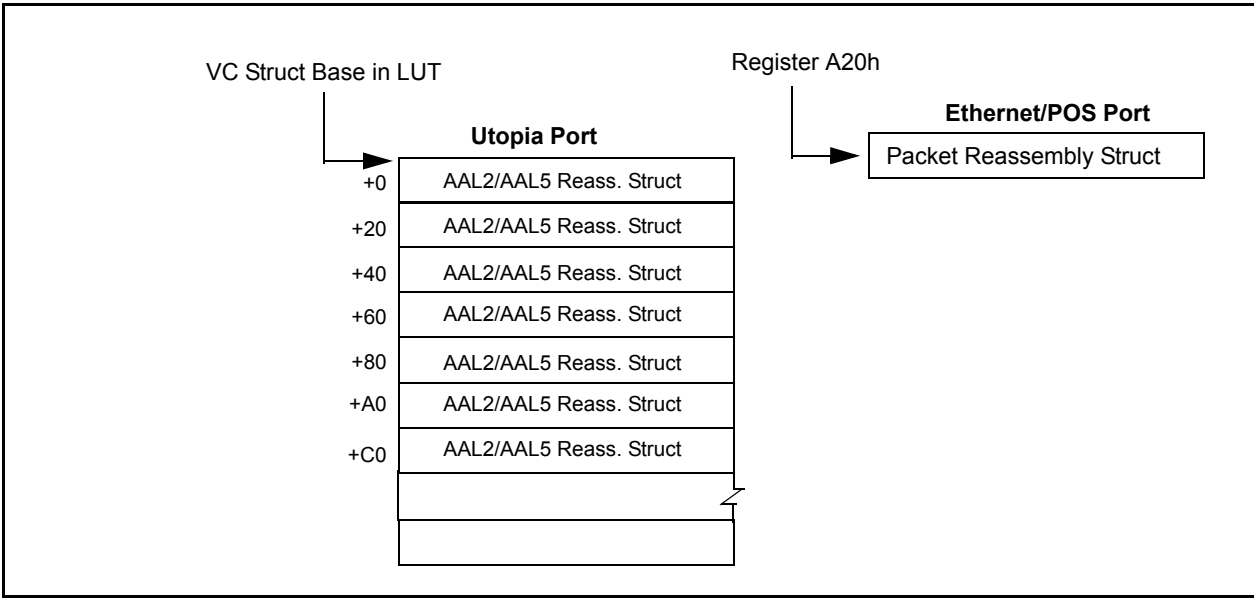 VC Struct Base in LUT
Register A20h
Ethernet/POS Port
Packet Reassembly Struct
Utopia Port
+0 AAL2/AAL5 Reass. Struct
+20 AAL2/AAL5 Reass. Struct
+40 AAL2/AAL5 Reass. Struct
+60 AAL2/AAL5 Reass. Struct
+80 AAL2/AAL5 Reass. Struct
+A0 AAL2/AAL5 Reass. Struct
+C0 AAL2/AAL5 Reass. Struct